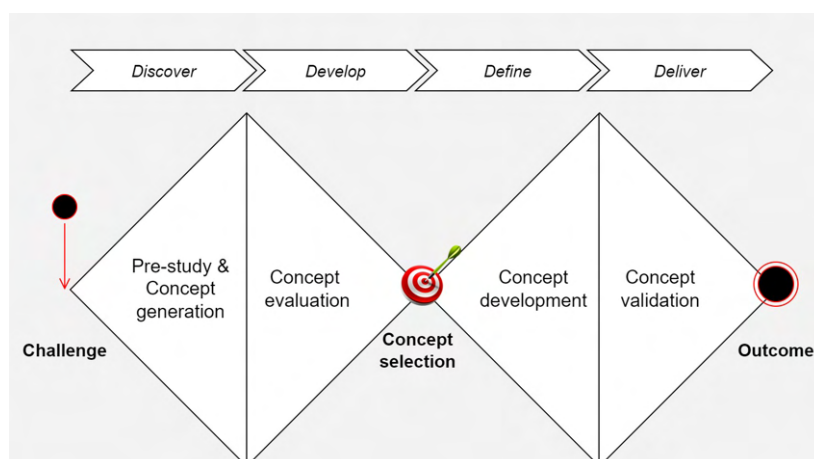 Discover
Develop
Define
Deliver
Pre-study &
Concept
generation
Concept
evaluation
Concept
development
Concept
validation
Challenge
Concept
selection
Outcome